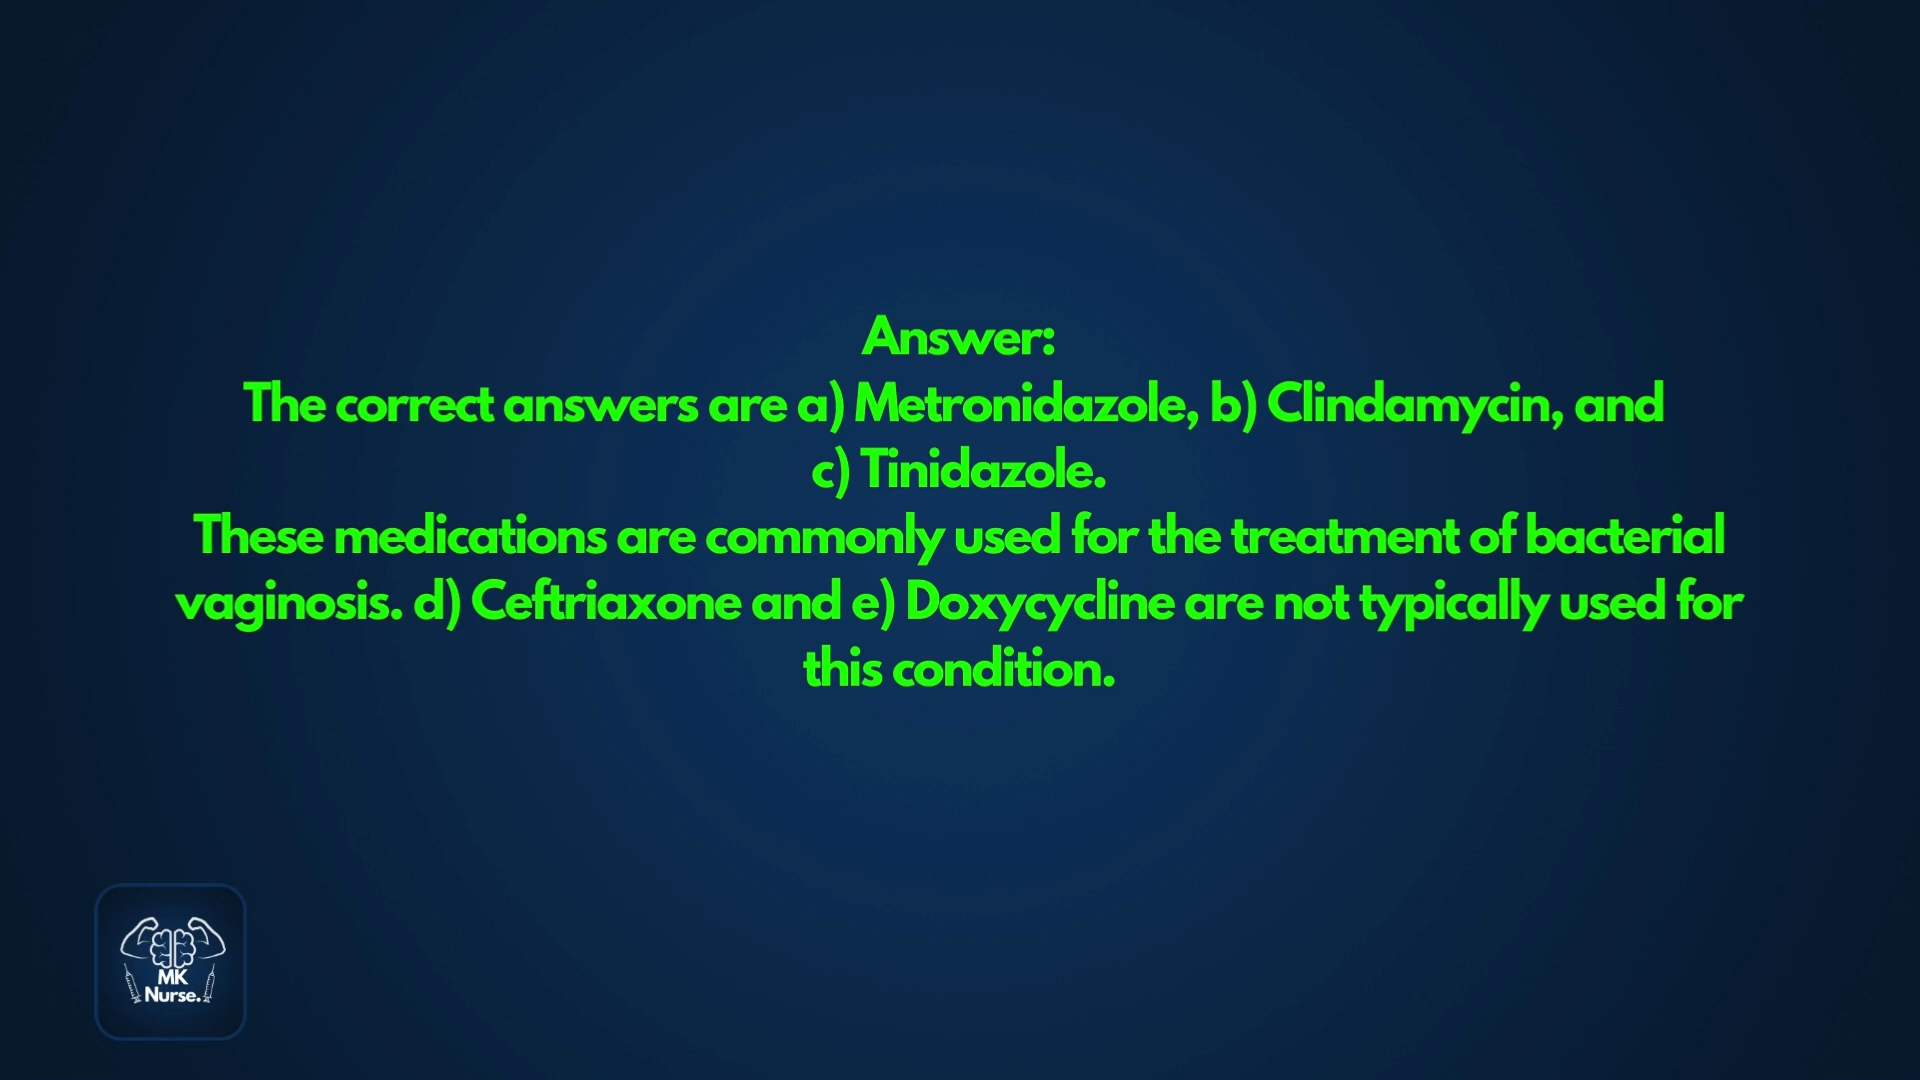 Answer:
The correct answers are a) Metronidazole, b) Clindamycin, and
c) Tinidazole.
These medications are commonly used for the treatment of bacterial
vaginosis. d) Ceftriaxone and e) Doxycycline are not typically used for
this condition.
MK
Nurse.